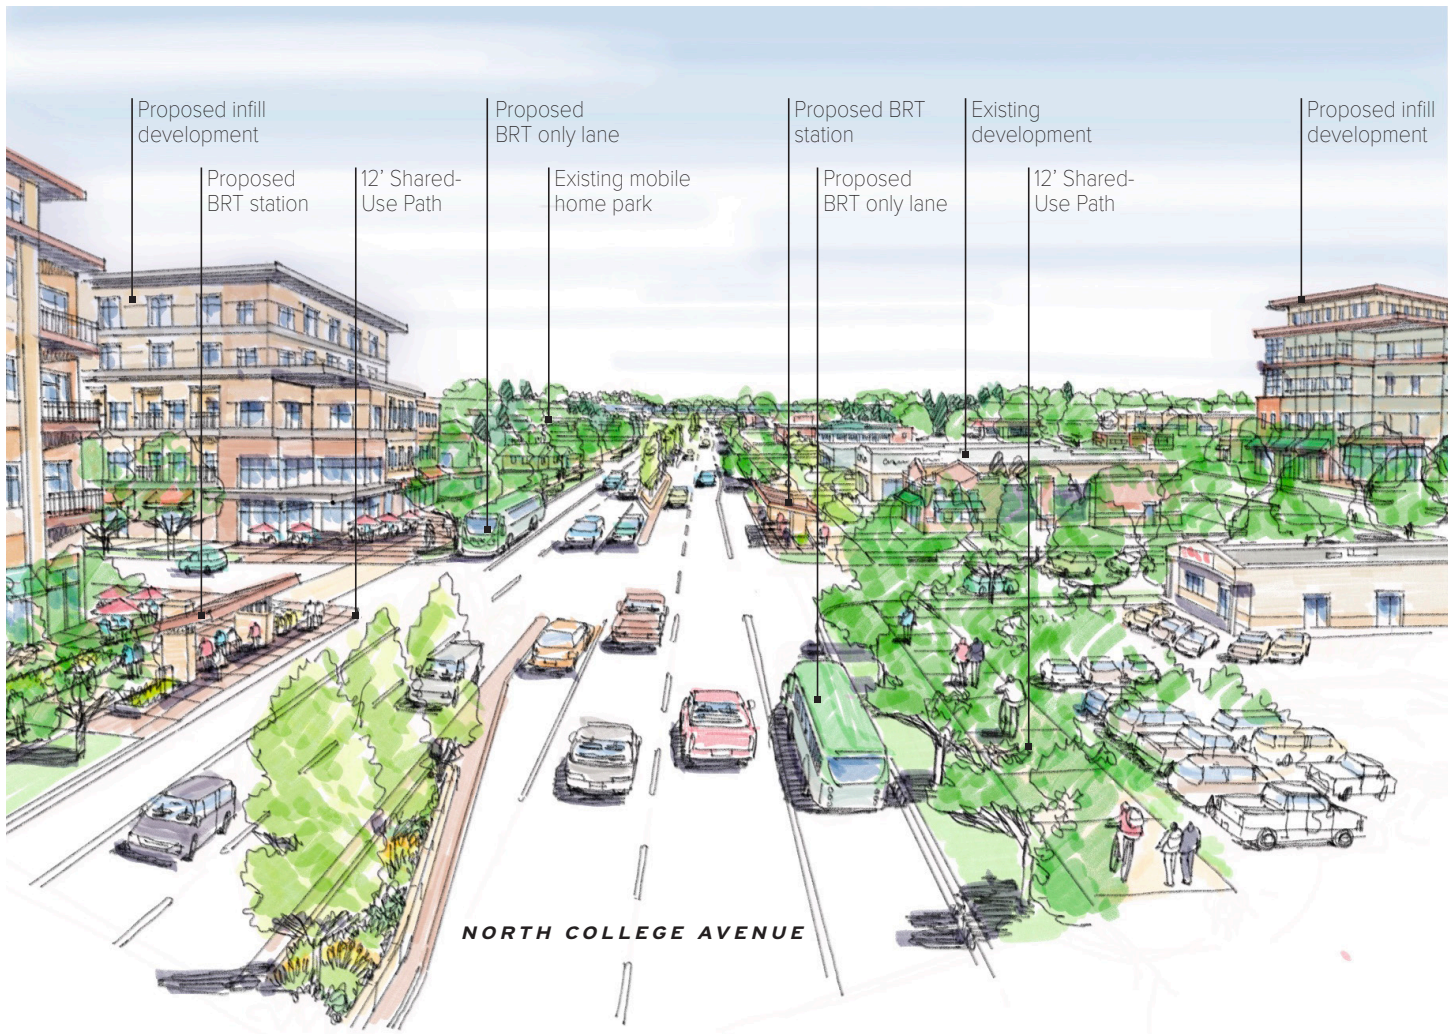 Proposed infill
development
Proposed
BRT only lane
Proposed BRT
station
Existing
development
Proposed infill
development
Proposed
BRT station
12’ Shared-
Use Path
Existing mobile
home park
Proposed
BRT only lane
12’ Shared-
Use Path
NORTH COLLEGE AVENUE